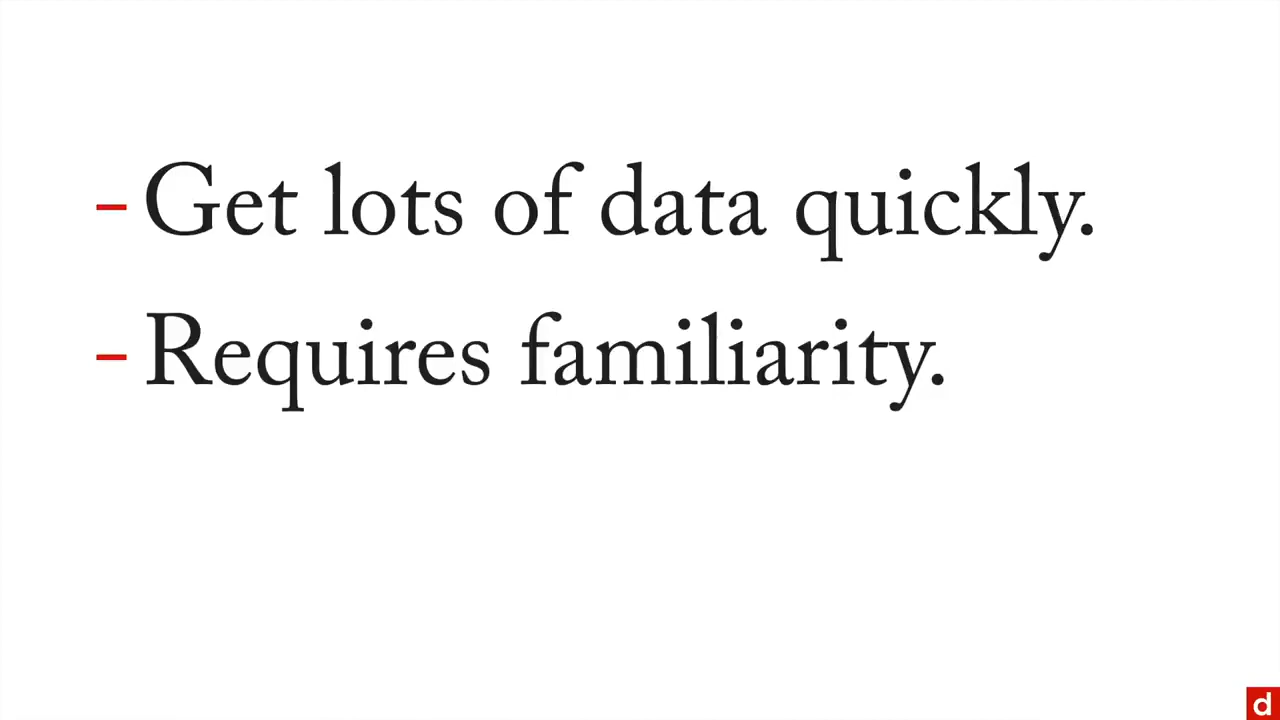 - Get lots of data quickly.
- Requires familiarity.
d